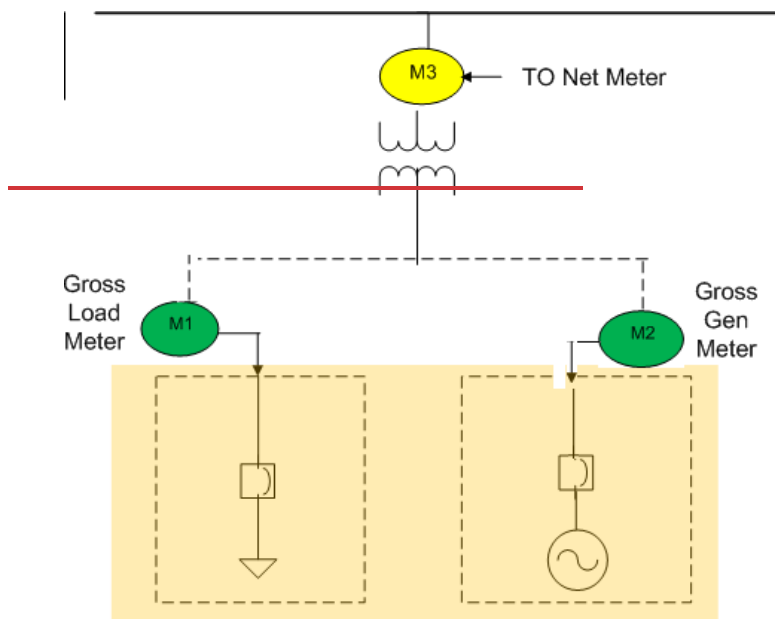 M3
TO Net Meter
Gross
Load
Meter
M1
M2
Gross
Gen
Meter